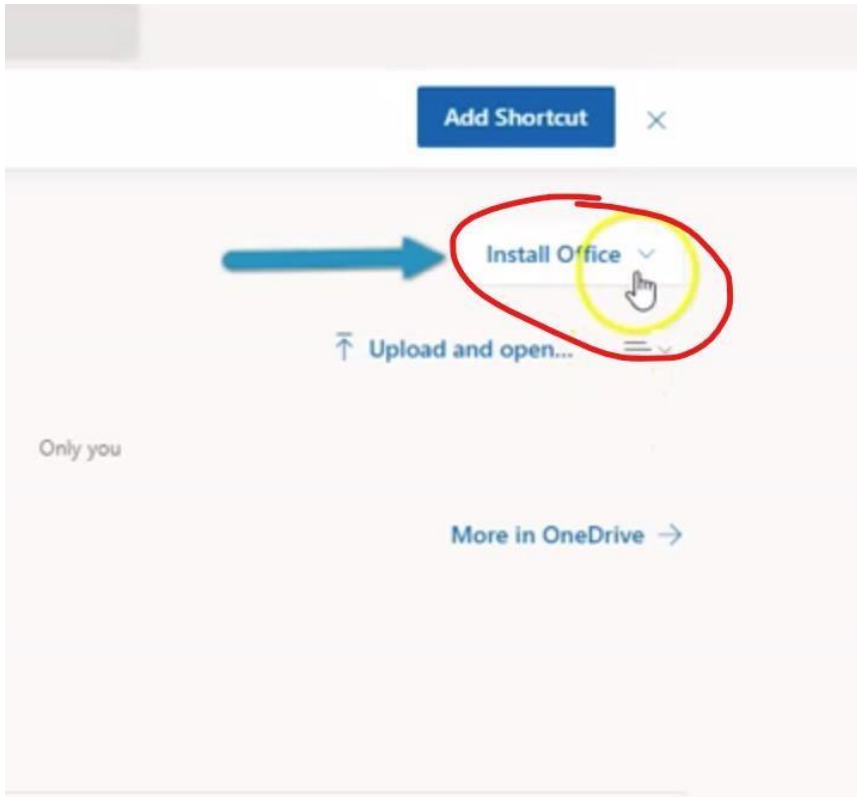 Add Shortcut
Install Office
Upload and open...
Only you
More in OneDrive